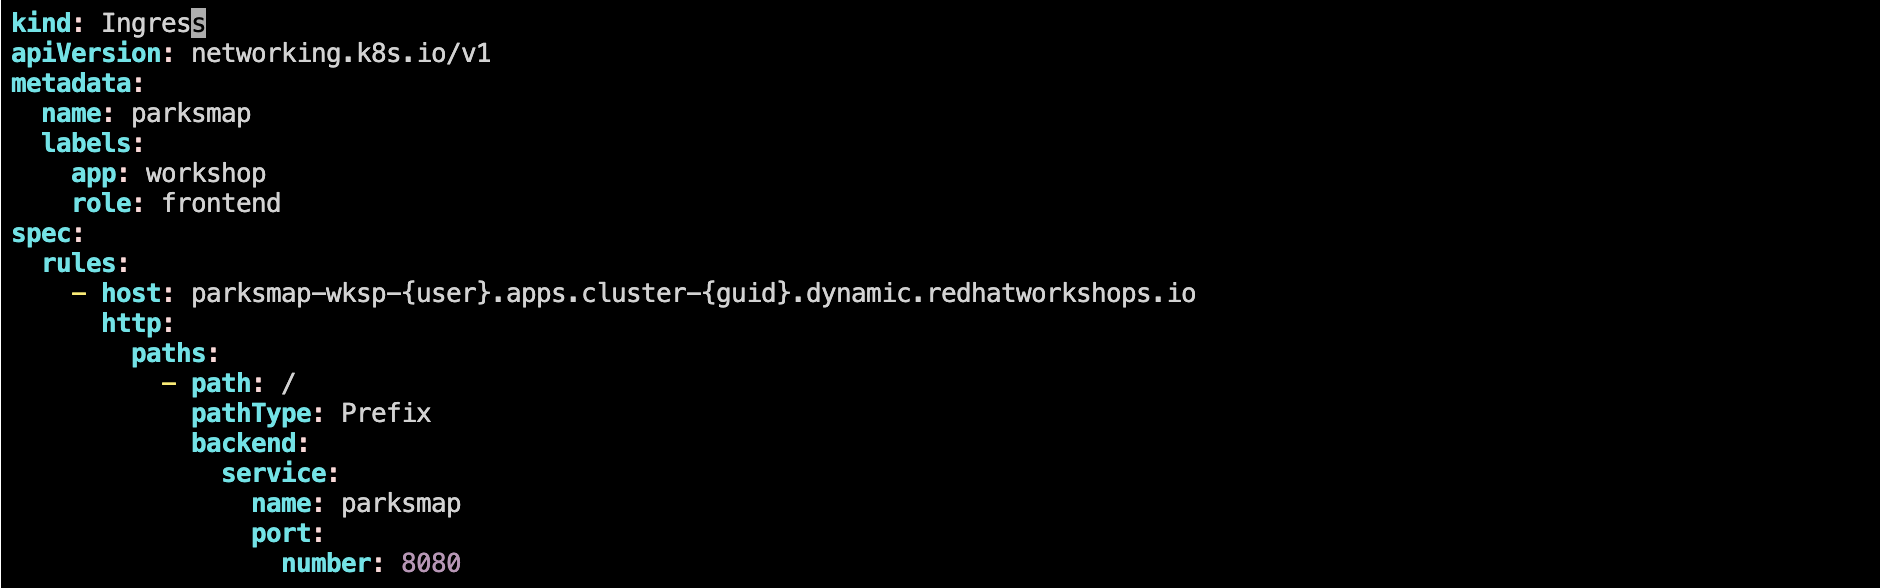 kind: Ingress
apiVersion: networking.k8s.io/v1
metadata:
  name: parksmap
  labels:
    app: workshop
    role: frontend
spec:
  rules:
    - host: parksmap-wksp-{user}.apps.cluster-{guid}.dynamic.redhatworkshops.io
      http:
        paths:
          - path: /
            pathType: Prefix
            backend:
              service:
                name: parksmap
                port:
                  number: 8080